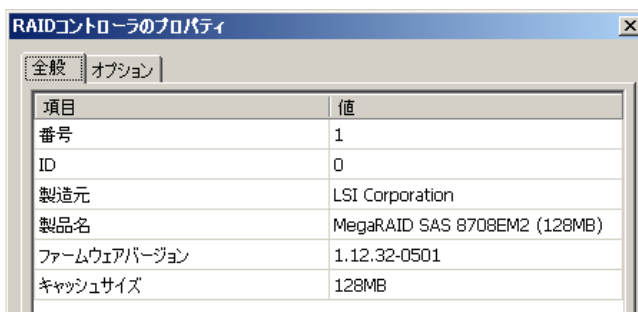 RAIDコントローラのプロパティ
全般 オプション
項目 値
番号 1
ID 0
製造元 LSI Corporation
製品名 MegaRAID SAS 8708EM2 (128MB)
ファームウェアバージョン 1.12.32-0501
キャッシュサイズ 128MB